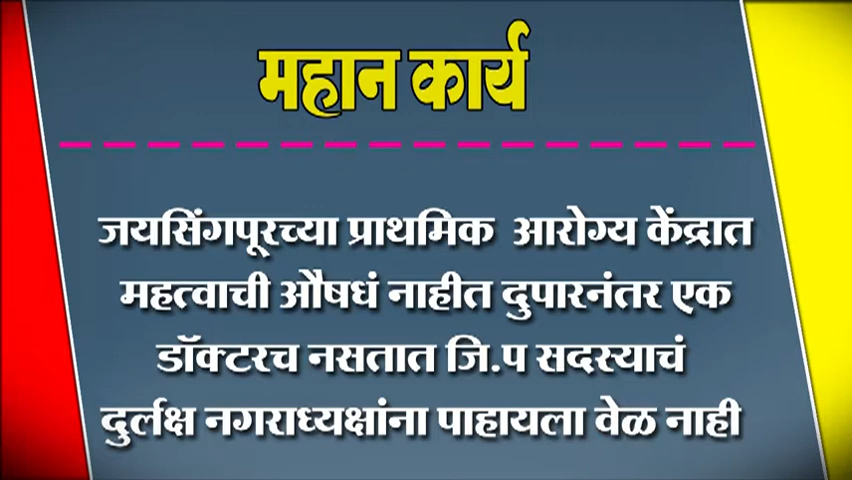 महान कार्य
जयसिंगपूरच्या प्राथमिक आरोग्य केंद्रात
महत्वाची औषधं नाहीत दुपारनंतर एक
डॉक्टरच नसतात जि.प सदस्याचं
दुर्लक्ष नगराध्यक्षांना पाहायला वेळ नाही